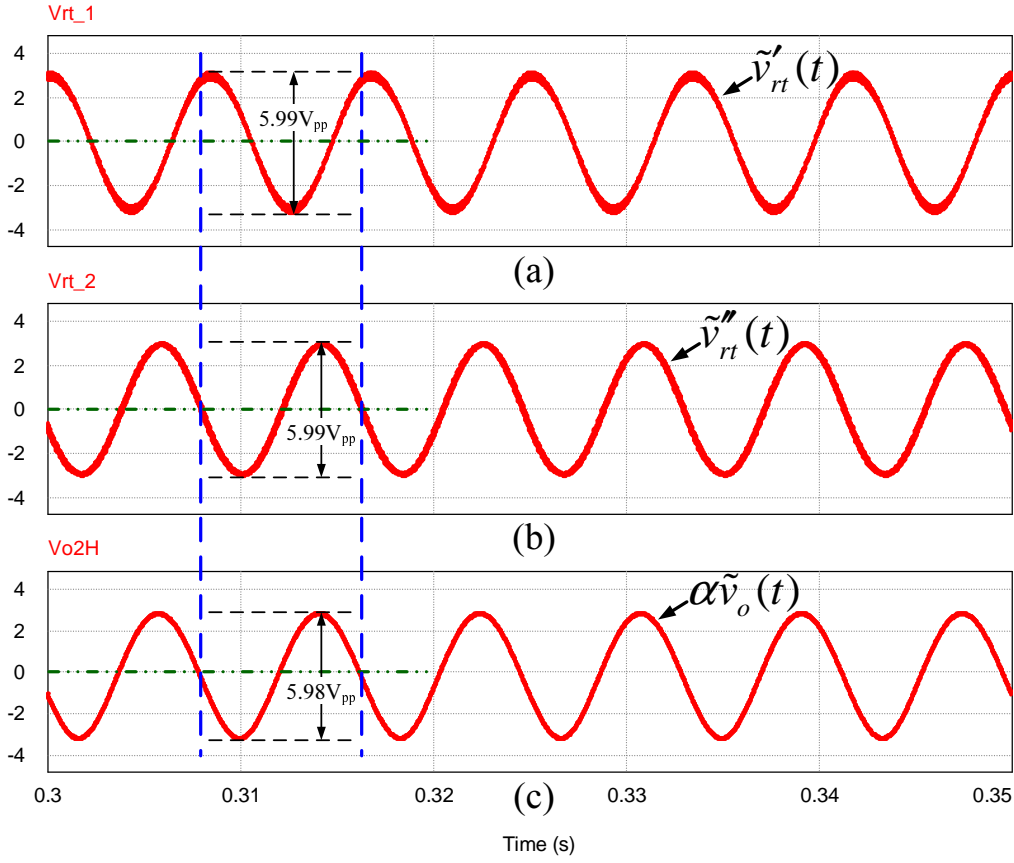 Vrt_1
4
2
0
-2
-4
5.99Vpp
ṽ′rt(t)
(a)
Vrt_2
4
2
0
-2
-4
5.99Vpp
ṽ″rt(t)
(b)
Vo2H
4
2
0
-2
-4
5.98Vpp
αṽo(t)
0.3 0.31 0.32 0.33 0.34 0.35
(c)
Time (s)